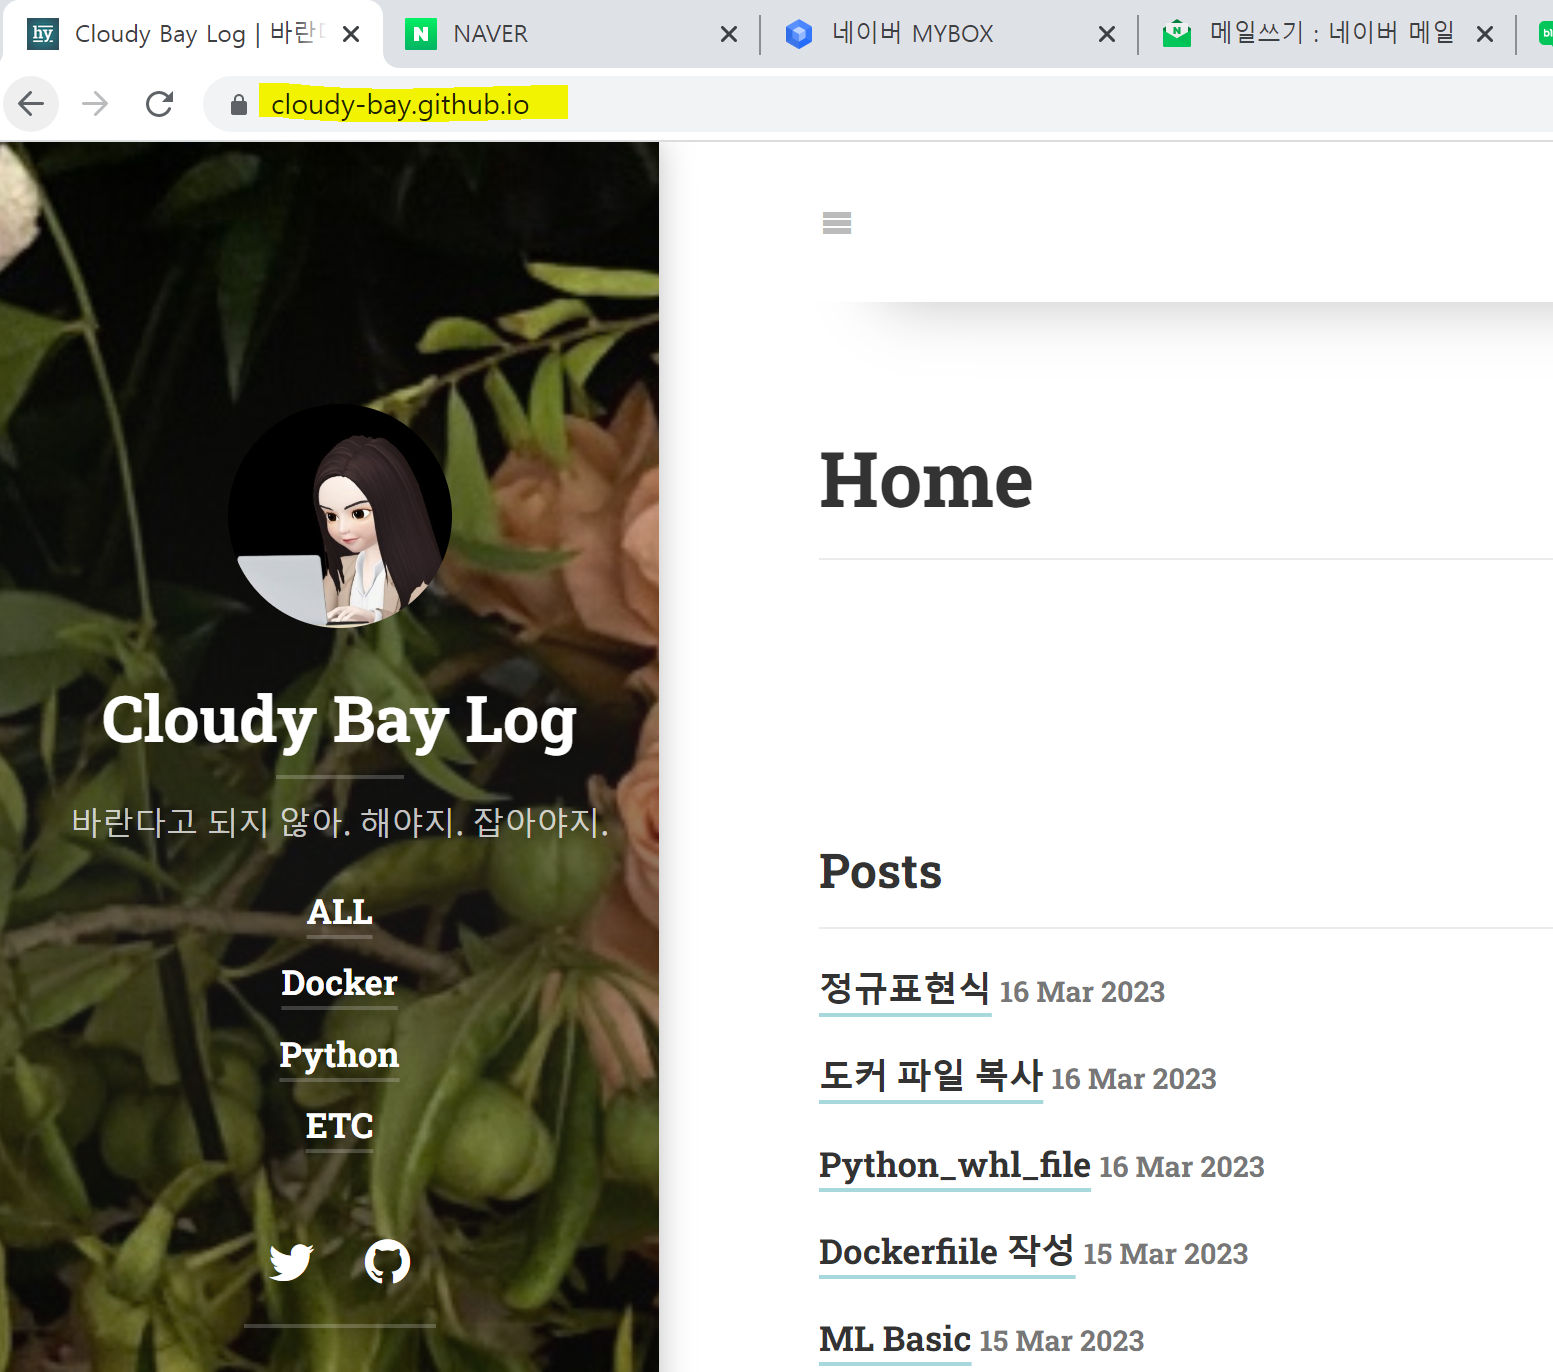 hy Cloudy Bay Log | 바란
N NAVER
네이버 MYBOX
N 메일쓰기 : 네이버 메일
bl
cloudy-bay.github.io
Home
Cloudy Bay Log
바란다고 되지 않아. 해야지. 잡아야지.
ALL
Docker
Python
ETC
Posts
정규표현식 16 Mar 2023
도커 파일 복사 16 Mar 2023
Python_whl_file 16 Mar 2023
Dockerfiile 작성 15 Mar 2023
ML Basic 15 Mar 2023